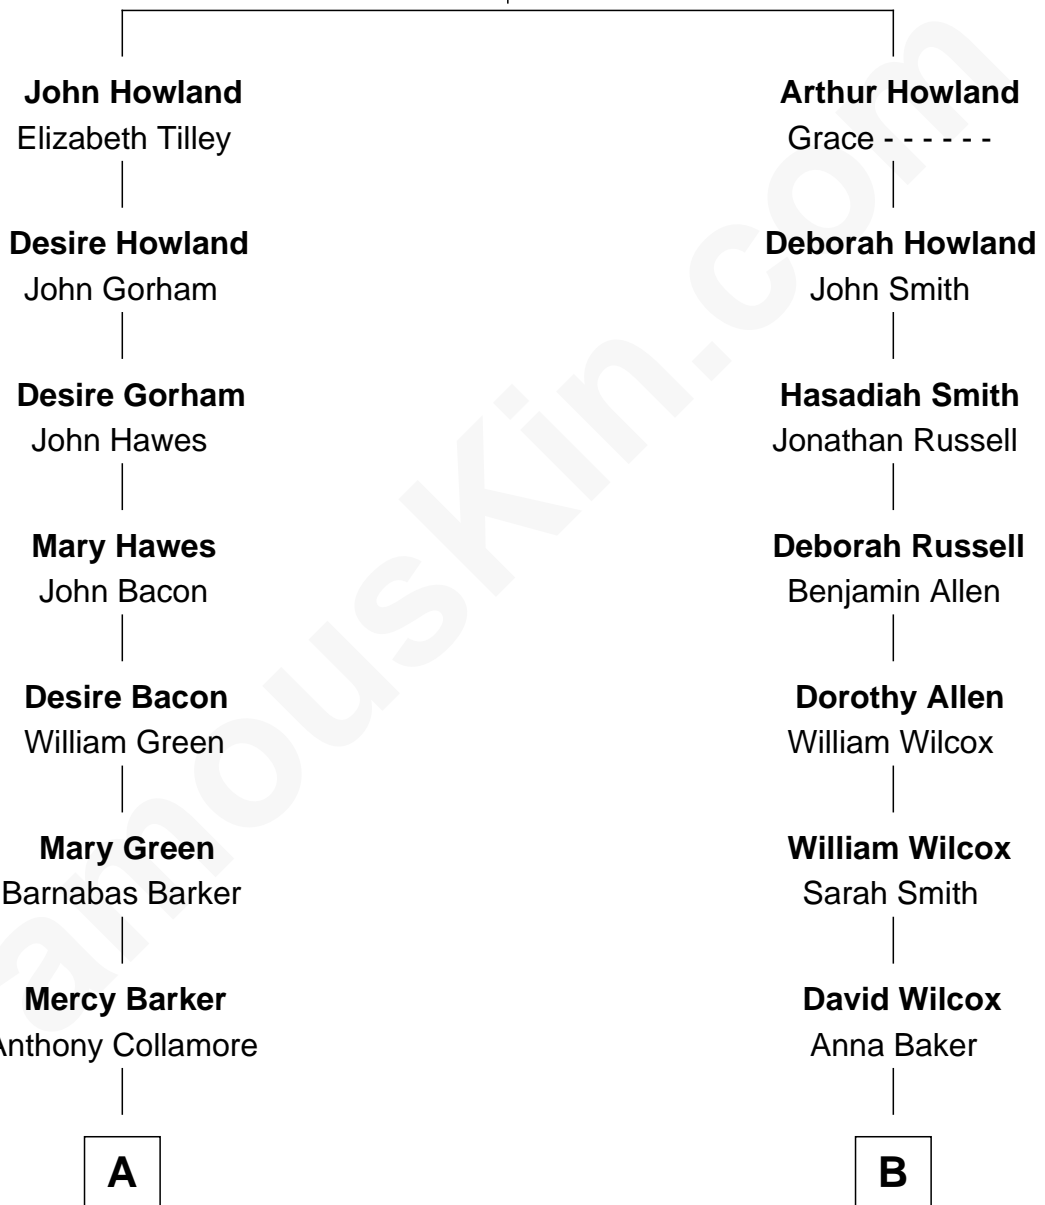 John Howland
Elizabeth Tilley
Desire Howland
John Gorham
Desire Gorham
John Hawes
Mary Hawes
John Bacon
Desire Bacon
William Green
Mary Green
Barnabas Barker
Mercy Barker
Anthony Collamore
A
Arthur Howland
Grace - - - - - -
Deborah Howland
John Smith
Hasadiah Smith
Jonathan Russell
Deborah Russell
Benjamin Allen
Dorothy Allen
William Wilcox
William Wilcox
Sarah Smith
David Wilcox
Anna Baker
B
amousKin.com